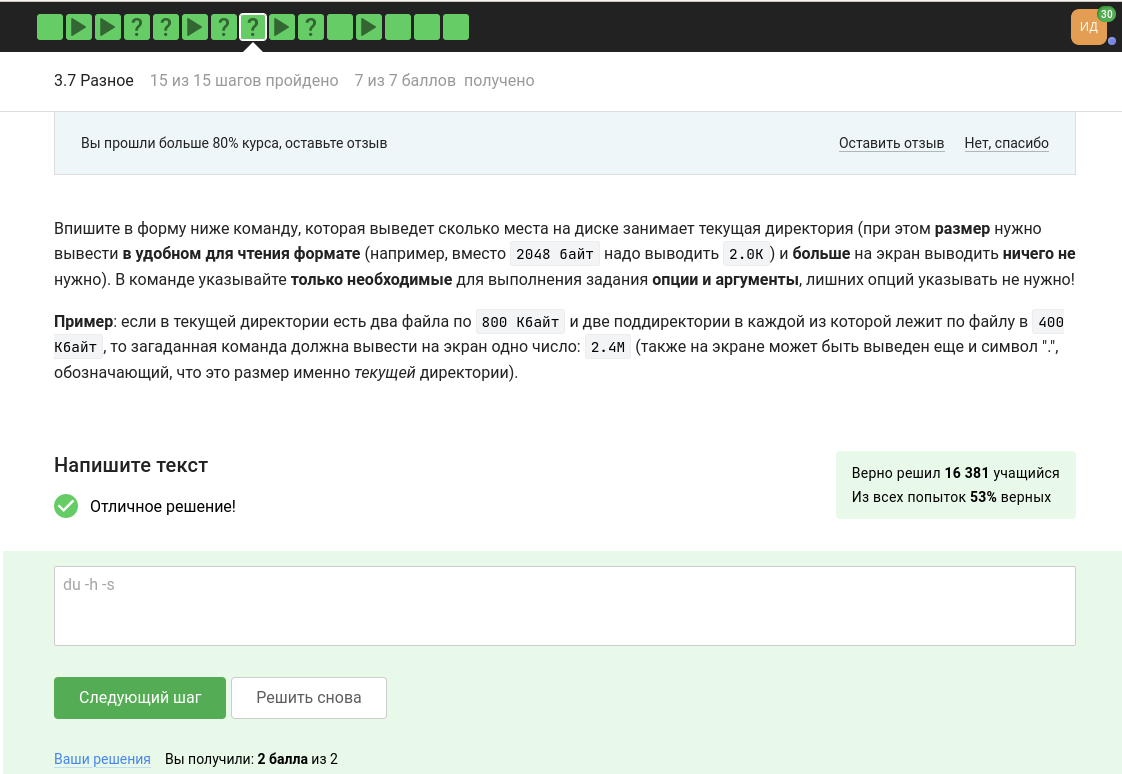 ? ? ? ? ?
ИД 30
3.7 Разное 15 из 15 шагов пройдено 7 из 7 баллов получено
Вы прошли больше 80% курса, оставьте отзыв Оставить отзыв Нет, спасибо
Впишите в форму ниже команду, которая выведет сколько места на диске занимает текущая директория (при этом размер нужно
вывести в удобном для чтения формате (например, вместо 2048 байт надо выводить 2.0K ) и больше на экран выводить ничего не
нужно). В команде указывайте только необходимые для выполнения задания опции и аргументы, лишних опций указывать не нужно!
Пример: если в текущей директории есть два файла по 800 Кбайт и две поддиректории в каждой из которой лежит по файлу в 400
Кбайт , то загаданная команда должна вывести на экран одно число: 2.4M (также на экране может быть выведен еще и символ ".",
обозначающий, что это размер именно текущей директории).
Напишите текст
Верно решил 16 381 учащийся
Из всех попыток 53% верных
Отличное решение!
du -h -s
Следующий шаг Решить снова
Ваши решения Вы получили: 2 балла из 2